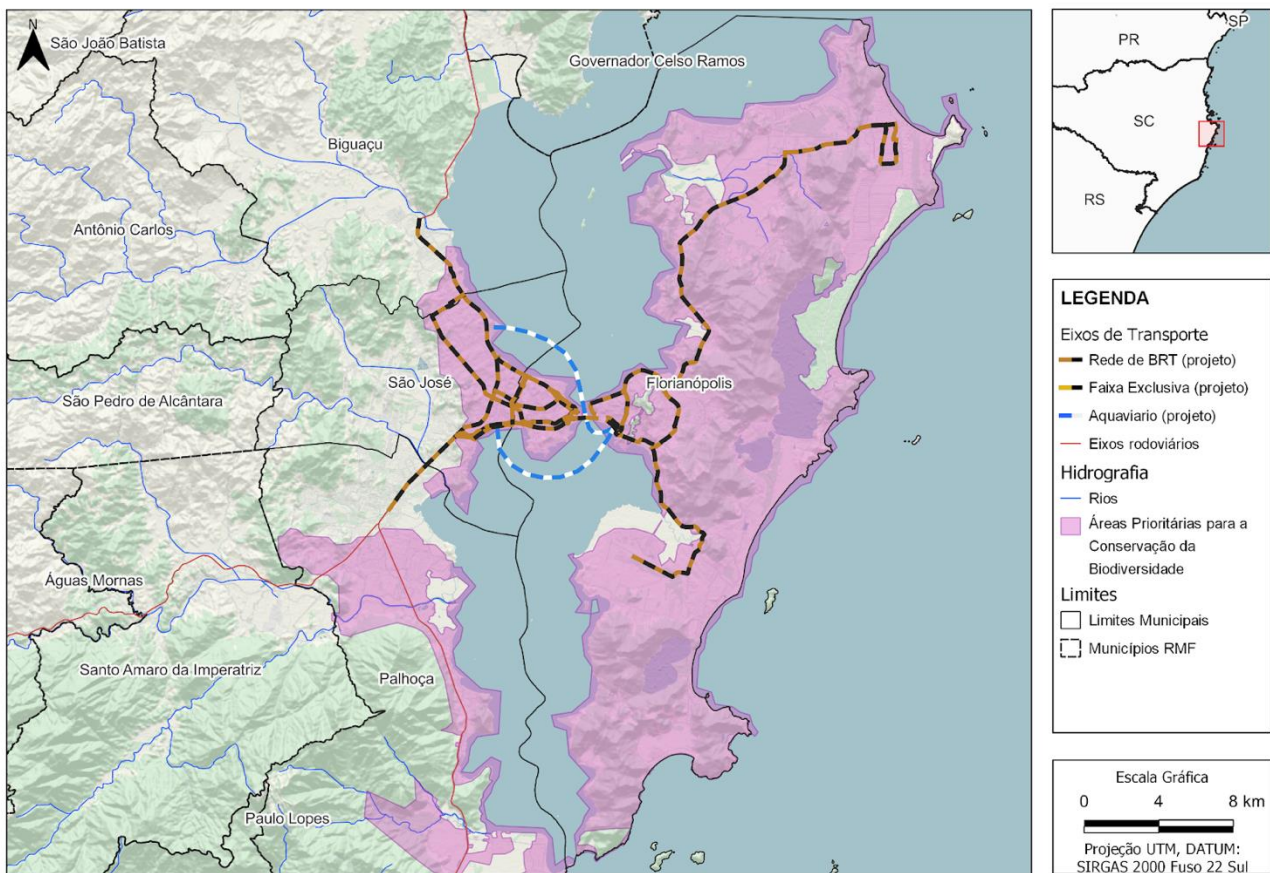 N
São João Batista
Governador Celso Ramos
Biguaçu
Antônio Carlos
São José
Florianópolis
São Pedro de Alcântara
Águas Mornas
Santo Amaro da Imperatriz
Palhoça
Paulo Lopes
SP
PR
SC
RS
LEGENDA
Eixos de Transporte
Rede de BRT (projeto)
Faixa Exclusiva (projeto)
Aquaviario (projeto)
Eixos rodoviários
Hidrografia
Rios
Áreas Prioritárias para a
Conservação da
Biodiversidade
Limites
Limites Municipais
Municípios RMF
Escala Gráfica
0 4 8 km
Projeção UTM, DATUM:
SIRGAS 2000 Fuso 22 Sul